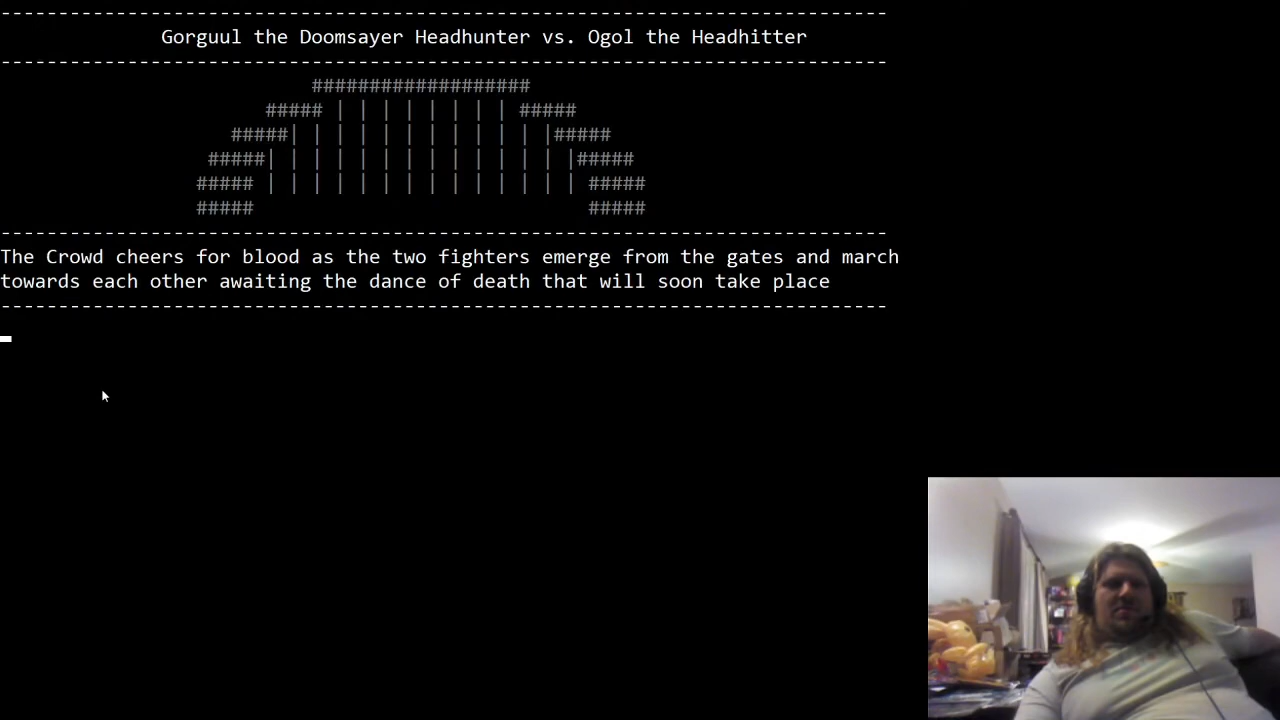 Gorguul the Doomsayer Headhunter vs. Ogol the Headhitter
The Crowd cheers for blood as the two fighters emerge from the gates and march
towards each other awaiting the dance of death that will soon take place